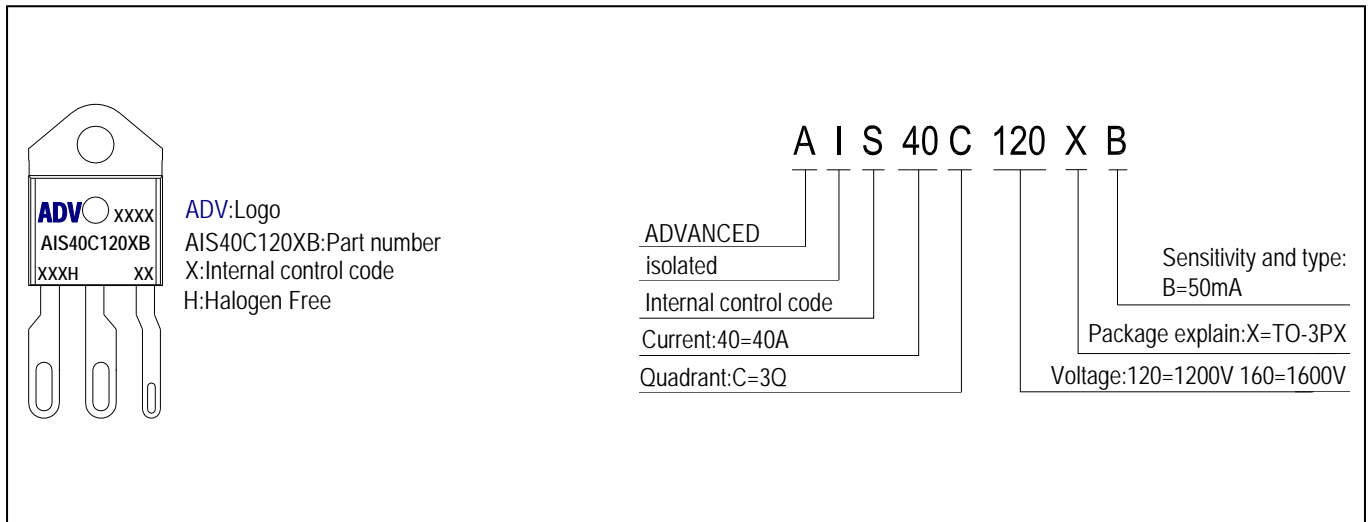 ADV XXXX
AIS40C120XB
XXXH XX
ADV:Logo
AIS40C120XB:Part number
X:Internal control code
H:Halogen Free
A I S 40 C 120 X B
ADVANCED
isolated
Internal control code
Current:40=40A
Quadrant:C=3Q
Sensitivity and type:
B=50mA
Package explain:X=TO-3PX
Voltage:120=1200V 160=1600V